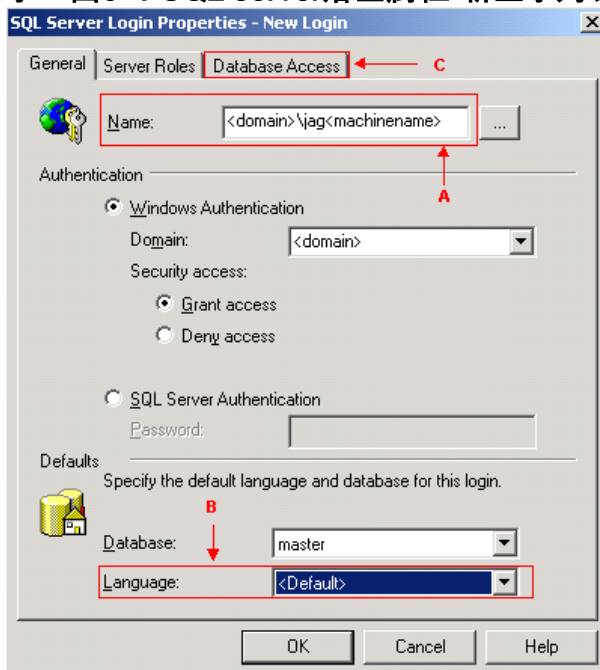 SQL Server Login Properties - New Login
General Server Roles Database Access C
Name: <domain>\jag<machinename> ...
A
Authentication
Windows Authentication
Domain: <domain>
Security access:
Grant access
Deny access
SQL Server Authentication
Password:
Defaults
Specify the default language and database for this login.
B
Database: master
Language: <Default>
OK Cancel Help